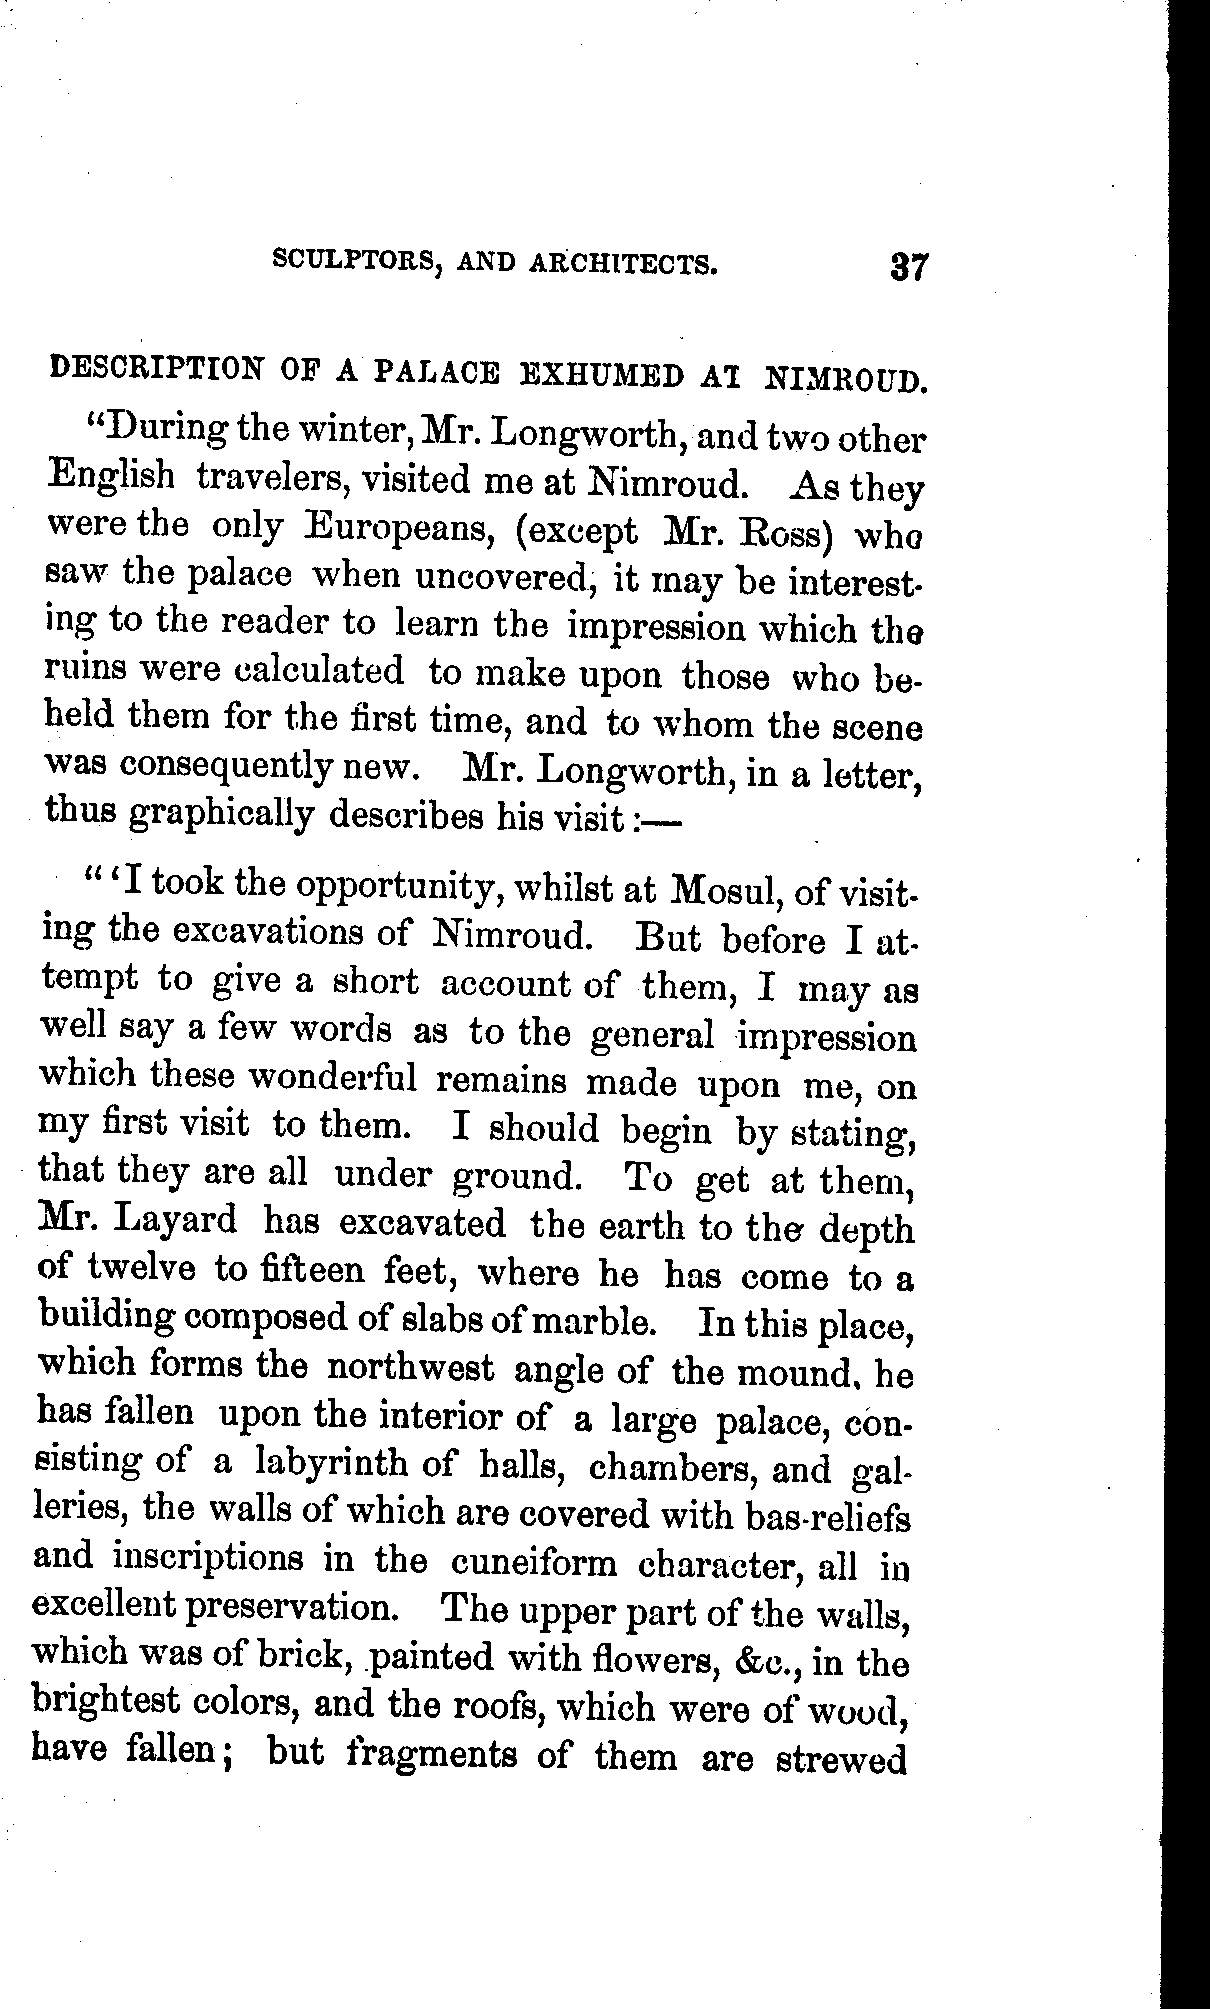 SCULPTORS, AND ARCHITECTS. 37
DESCRIPTION OF A PALACE EXHUMED AT NIMROUD.
“During the winter, Mr. Longworth, and two other
English travelers, visited me at Nimroud. As they
were the only Europeans, (except Mr. Ross) who
saw the palace when uncovered, it may be interest-
ing to the reader to learn the impression which the
ruins were calculated to make upon those who be-
held them for the first time, and to whom the scene
was consequently new. Mr. Longworth, in a letter,
thus graphically describes his visit :—
“ ‘I took the opportunity, whilst at Mosul, of visit-
ing the excavations of Nimroud. But before I at-
tempt to give a short account of them, I may as
well say a few words as to the general impression
which these wonderful remains made upon me, on
my first visit to them. I should begin by stating,
that they are all under ground. To get at them,
Mr. Layard has excavated the earth to the depth
of twelve to fifteen feet, where he has come to a
building composed of slabs of marble. In this place,
which forms the northwest angle of the mound, he
has fallen upon the interior of a large palace, con-
sisting of a labyrinth of halls, chambers, and gal-
leries, the walls of which are covered with bas-reliefs
and inscriptions in the cuneiform character, all in
excellent preservation. The upper part of the walls,
which was of brick, painted with flowers, &c., in the
brightest colors, and the roofs, which were of wood,
have fallen; but fragments of them are strewed